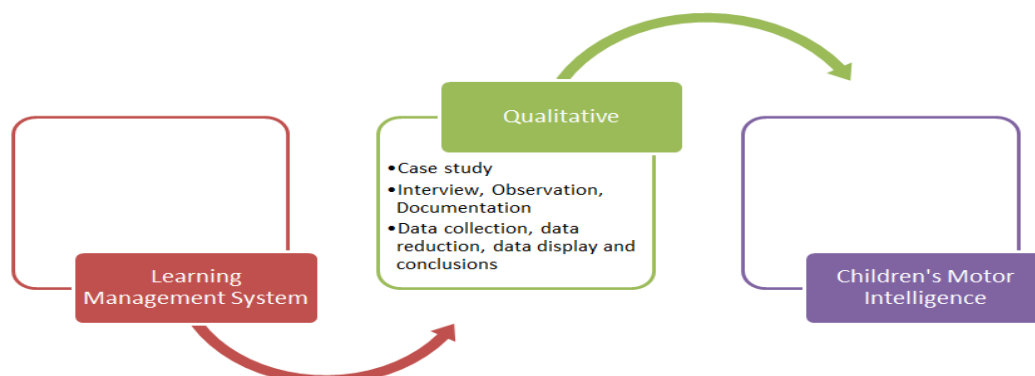 Learning
Management System
Qualitative
•Case study
•Interview, Observation,
Documentation
•Data collection, data
reduction, data display and
conclusions
Children's Motor
Intelligence